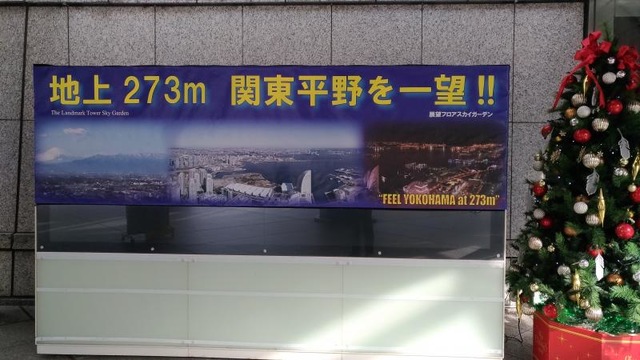 地上 273m 関東平野を一望!!
The Landmark Tower Sky Garden
展望フロアスカイガーデン
"FEEL YOKOHAMA at 273m"